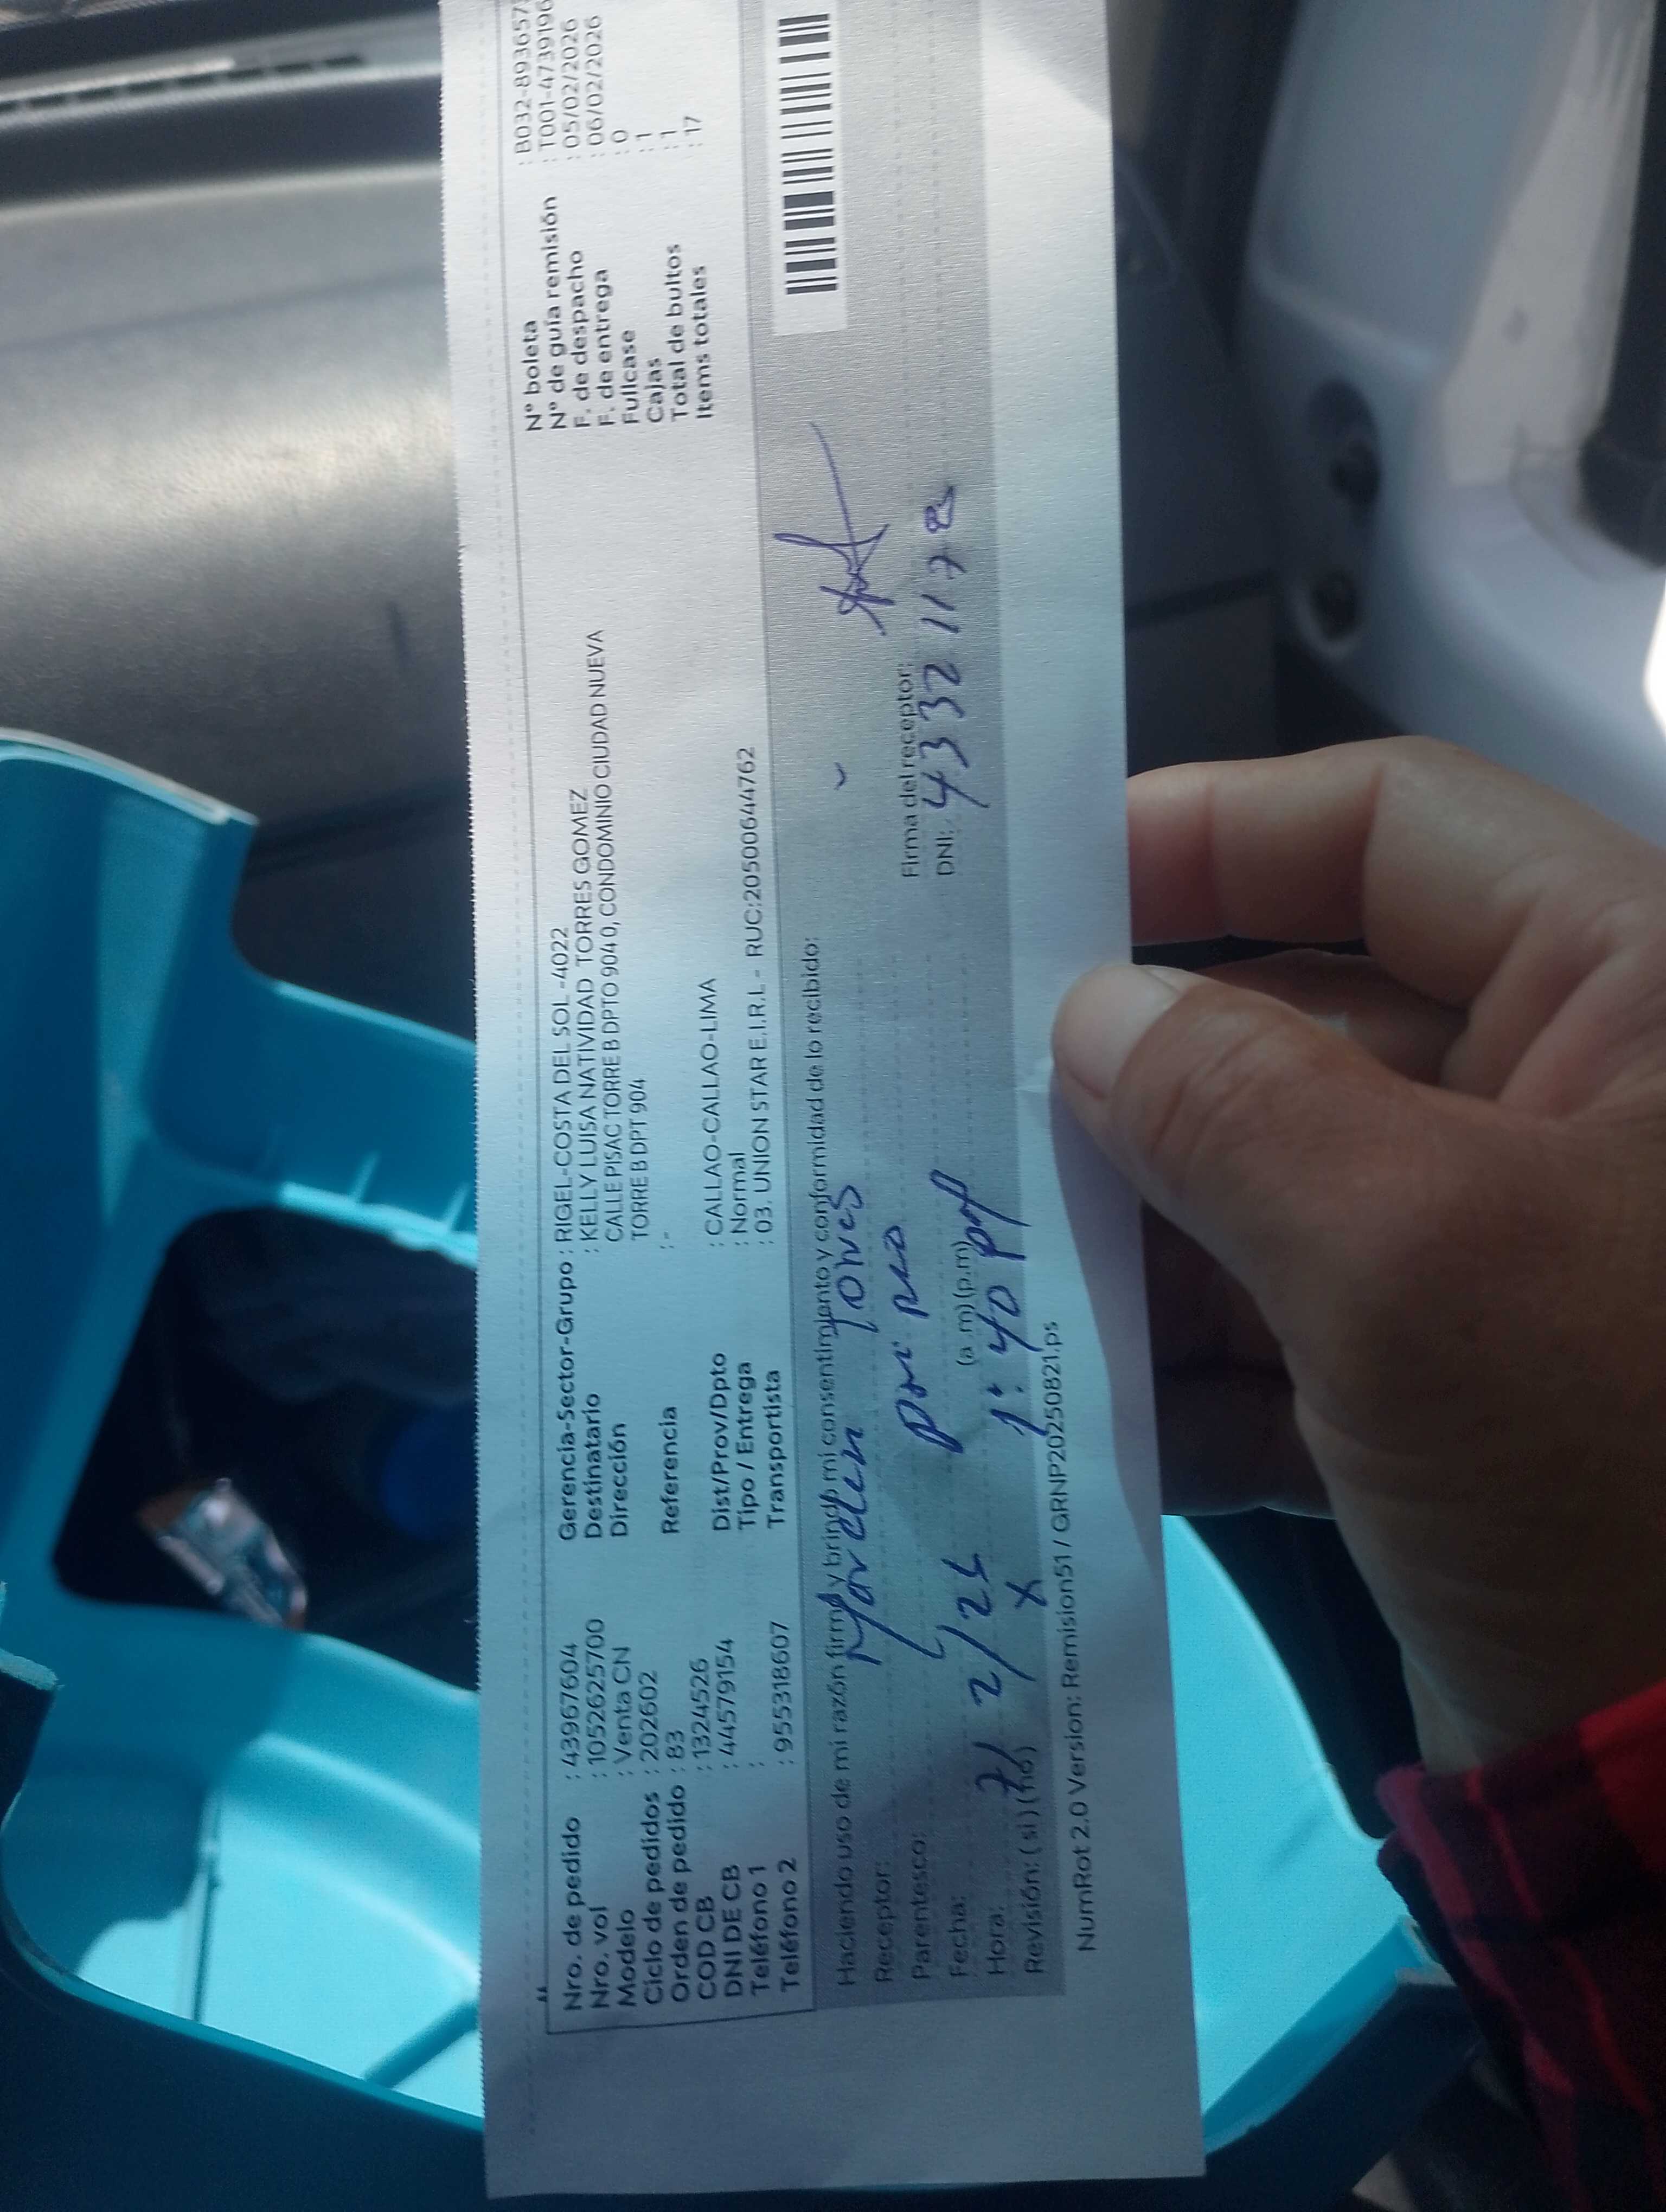 Nro. de pedido : 43967604
Nro. vol : 105262570 0
Modelo : Venta CN
Ciclo de pedidos : 202602
Orden de pedido : 83
COD CB : 1324526
DNI DE CB : 44579154
Teléfono 1 :
Teléfono 2 : 955318607
Gerencia-Sector-Grupo : RIGEL-COSTA DEL SOL -4022
Destinatario : KELLY LUISA NATIVIDAD TORRES GOMEZ
Dirección CALLE PISAC TORRE B DPTO 904 0, CONDOMINIO CIUDAD NUEVA
TORRE B DPT 904
Referencia : -
Dist/Prov/Dpto : CALLAO-CALLAO-LIMA
Tipo / Entrega : Normal
Transportista : 03. UNION STAR E.I.R.L - RUC:20500644762
N° boleta : B032-893657
N° de guía remisión : T001-4739196
F. de despacho : 05/02/2026
F. de entrega : 06/02/2026
Fullcase : 0
Cajas : 1
Total de bultos : 1
Items totales : 17
Haciendo uso de mi razón firmo y brindo mi consentimiento y conformidad de lo recibido:
Receptor: Torres
Parentesco:
Fecha: 7/2/26
Hora: (a.m)(p.m) 1:40 pm
Revisión: (si)(no) x
Firma del receptor:
DNI: 43321178
NumRot 2.0 Version: Remision51 / GRNP20250821.ps